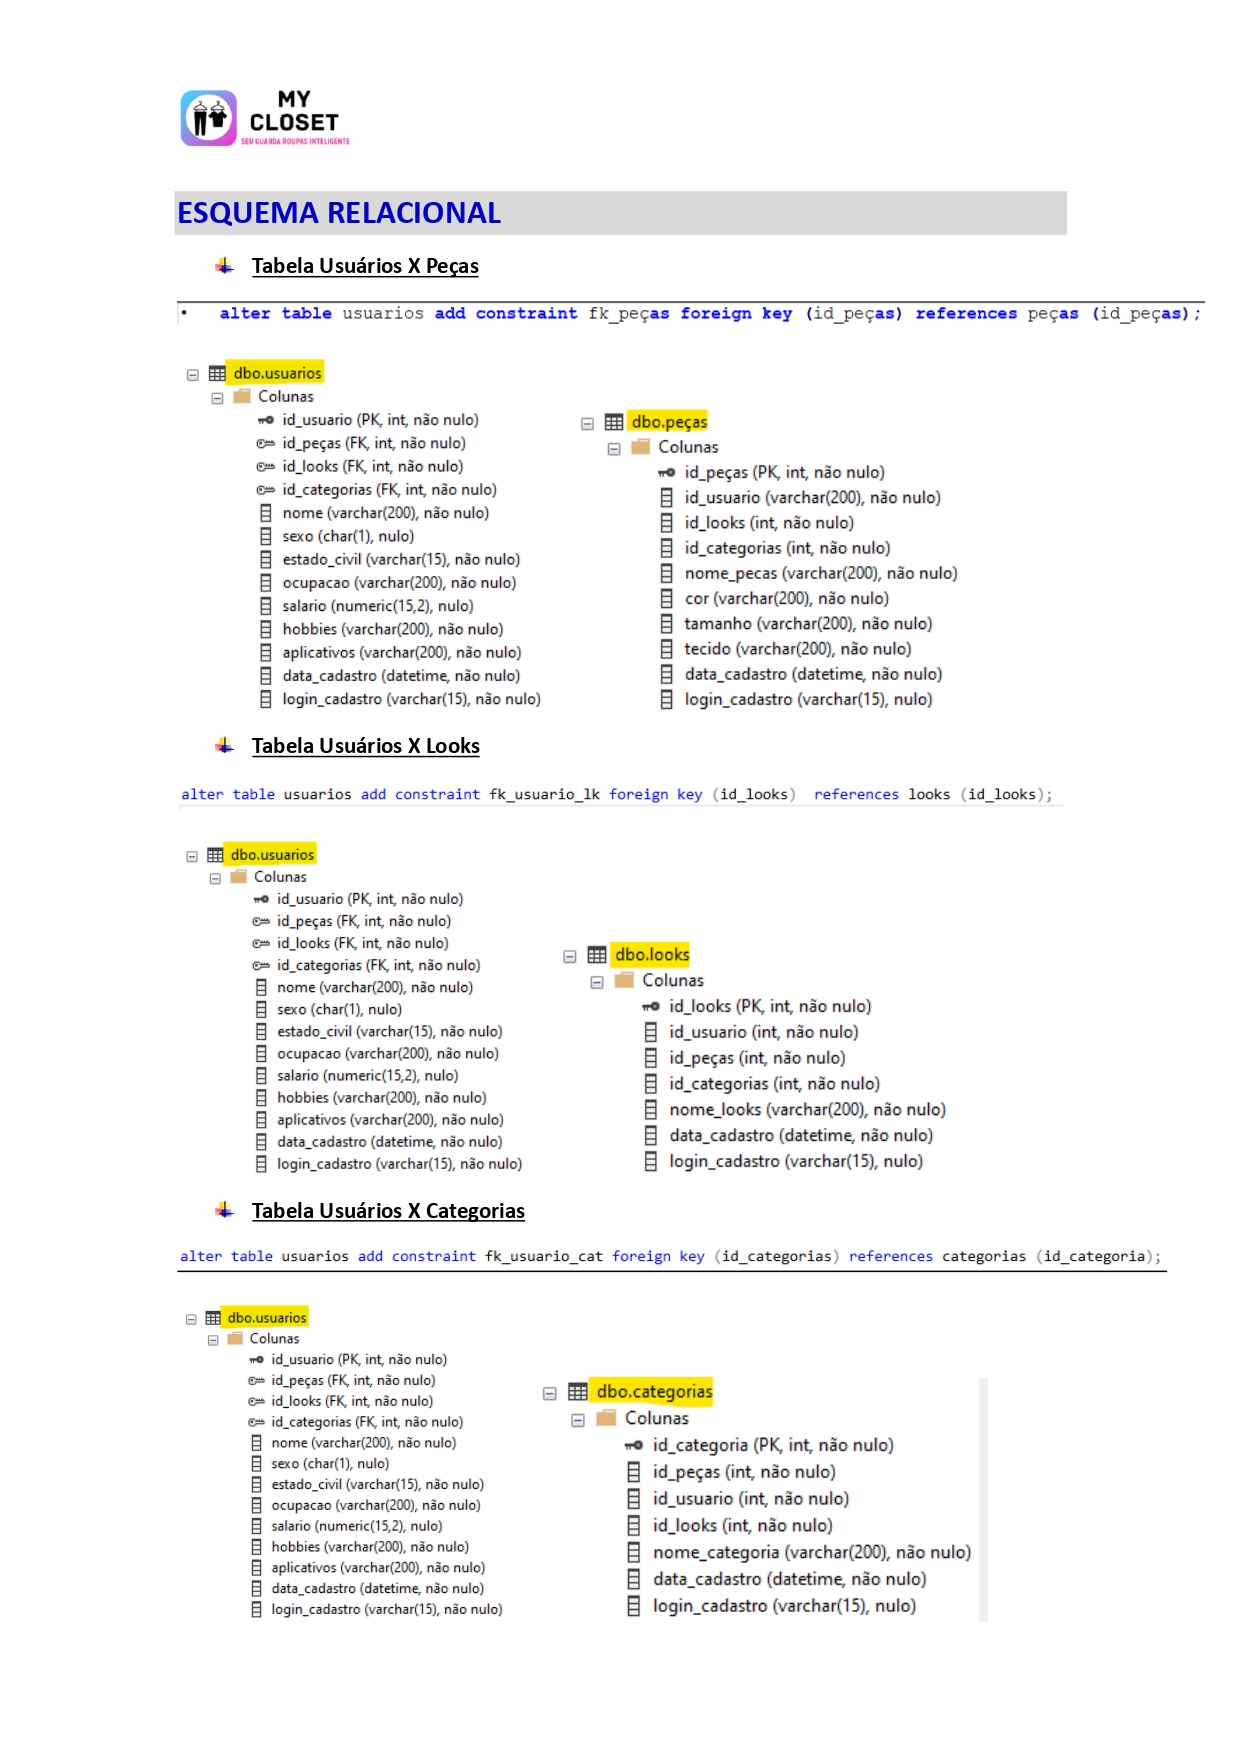 MY
CLOSET
SEU GUARDA ROUPAS INTELIGENTE
ESQUEMA RELACIONAL
Tabela Usuários X Peças
• alter table usuarios add constraint fk_peças foreign key (id_peças) references peças (id_peças);
dbo.usuarios
Colunas
id_usuario (PK, int, não nulo)
id_peças (FK, int, não nulo)
id_looks (FK, int, não nulo)
id_categorias (FK, int, não nulo)
nome (varchar(200), não nulo)
sexo (char(1), nulo)
estado_civil (varchar(15), não nulo)
ocupacao (varchar(200), não nulo)
salario (numeric(15,2), nulo)
hobbies (varchar(200), não nulo)
aplicativos (varchar(200), não nulo)
data_cadastro (datetime, não nulo)
login_cadastro (varchar(15), não nulo)
dbo.peças
Colunas
id_peças (PK, int, não nulo)
id_usuario (varchar(200), não nulo)
id_looks (int, não nulo)
id_categorias (int, não nulo)
nome_pecas (varchar(200), não nulo)
cor (varchar(200), não nulo)
tamanho (varchar(200), não nulo)
tecido (varchar(200), não nulo)
data_cadastro (datetime, não nulo)
login_cadastro (varchar(15), nulo)
Tabela Usuários X Looks
alter table usuarios add constraint fk_usuario_lk foreign key (id_looks) references looks (id_looks);
dbo.usuarios
Colunas
id_usuario (PK, int, não nulo)
id_peças (FK, int, não nulo)
id_looks (FK, int, não nulo)
id_categorias (FK, int, não nulo)
nome (varchar(200), não nulo)
sexo (char(1), nulo)
estado_civil (varchar(15), não nulo)
ocupacao (varchar(200), não nulo)
salario (numeric(15,2), nulo)
hobbies (varchar(200), não nulo)
aplicativos (varchar(200), não nulo)
data_cadastro (datetime, não nulo)
login_cadastro (varchar(15), não nulo)
dbo.looks
Colunas
id_looks (PK, int, não nulo)
id_usuario (int, não nulo)
id_peças (int, não nulo)
id_categorias (int, não nulo)
nome_looks (varchar(200), não nulo)
data_cadastro (datetime, não nulo)
login_cadastro (varchar(15), nulo)
Tabela Usuários X Categorias
alter table usuarios add constraint fk_usuario_cat foreign key (id_categorias) references categorias (id_categoria);
dbo.usuarios
Colunas
id_usuario (PK, int, não nulo)
id_peças (FK, int, não nulo)
id_looks (FK, int, não nulo)
id_categorias (FK, int, não nulo)
nome (varchar(200), não nulo)
sexo (char(1), nulo)
estado_civil (varchar(15), não nulo)
ocupacao (varchar(200), não nulo)
salario (numeric(15,2), nulo)
hobbies (varchar(200), não nulo)
aplicativos (varchar(200), não nulo)
data_cadastro (datetime, não nulo)
login_cadastro (varchar(15), não nulo)
dbo.categorias
Colunas
id_categoria (PK, int, não nulo)
id_peças (int, não nulo)
id_usuario (int, não nulo)
id_looks (int, não nulo)
nome_categoria (varchar(200), não nulo)
data_cadastro (datetime, não nulo)
login_cadastro (varchar(15), nulo)